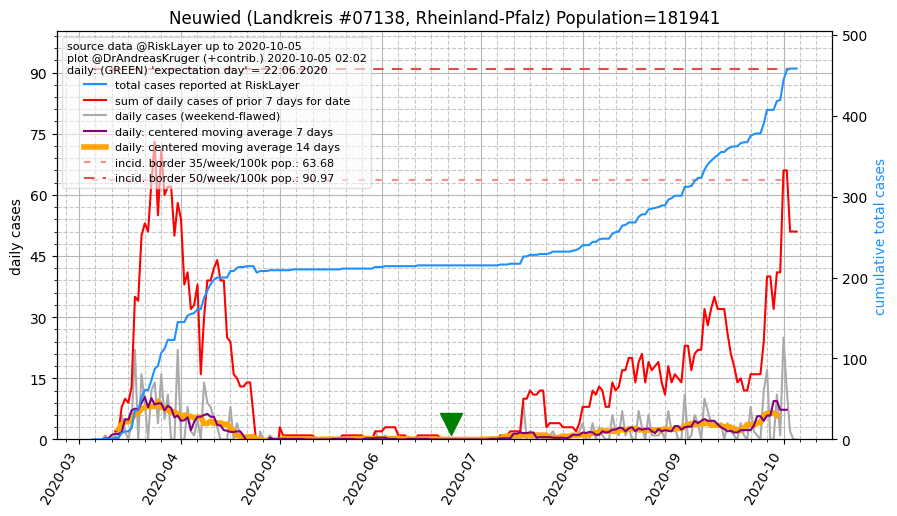 Neuwied (Landkreis #07138, Rheinland-Pfalz) Population=181941
source data @RiskLayer up to 2020-10-05
plot @DrAndreasKruger (+contrib.) 2020-10-05 02:02
daily: (GREEN) 'expectation day' = 22.06.2020
total cases reported at RiskLayer
sum of daily cases of prior 7 days for date
daily cases (weekend-flawed)
daily: centered moving average 7 days
daily: centered moving average 14 days
incid. border 35/week/100k pop.: 63.68
incid. border 50/week/100k pop.: 90.97
daily cases
90
75
60
45
30
15
0
cumulative total cases
500
400
300
200
100
0
2020-03
2020-04
2020-05
2020-06
2020-07
2020-08
2020-09
2020-10